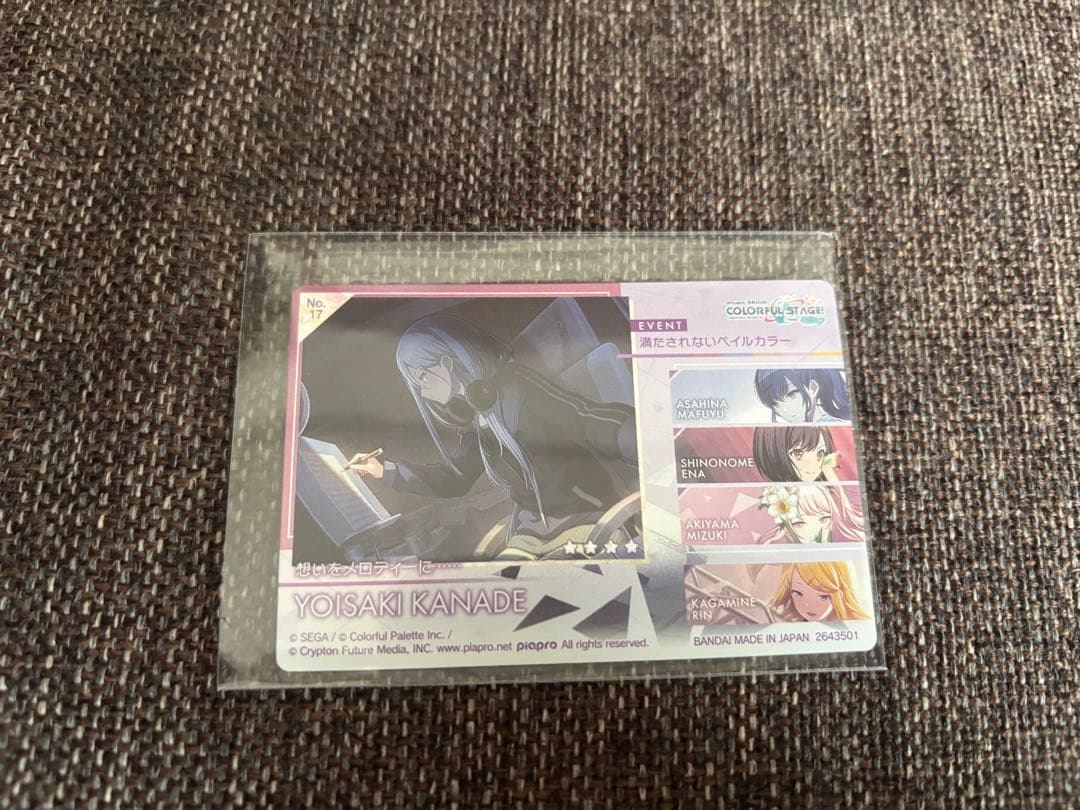 No.
17
EVENT
COLORFUL STAGE!
満たされないペイルカラー
ASAHINA
MAFUYU
SHINONOME
ENA
AKIYAMA
MIZUKI
KAGAMINE
RIN
想いをメロディーに……
YOISAKI KANADE
© SEGA / © Colorful Palette Inc. /
© Crypton Future Media, INC. www.piapro.net piapro All rights reserved.
BANDAI MADE IN JAPAN 2643501